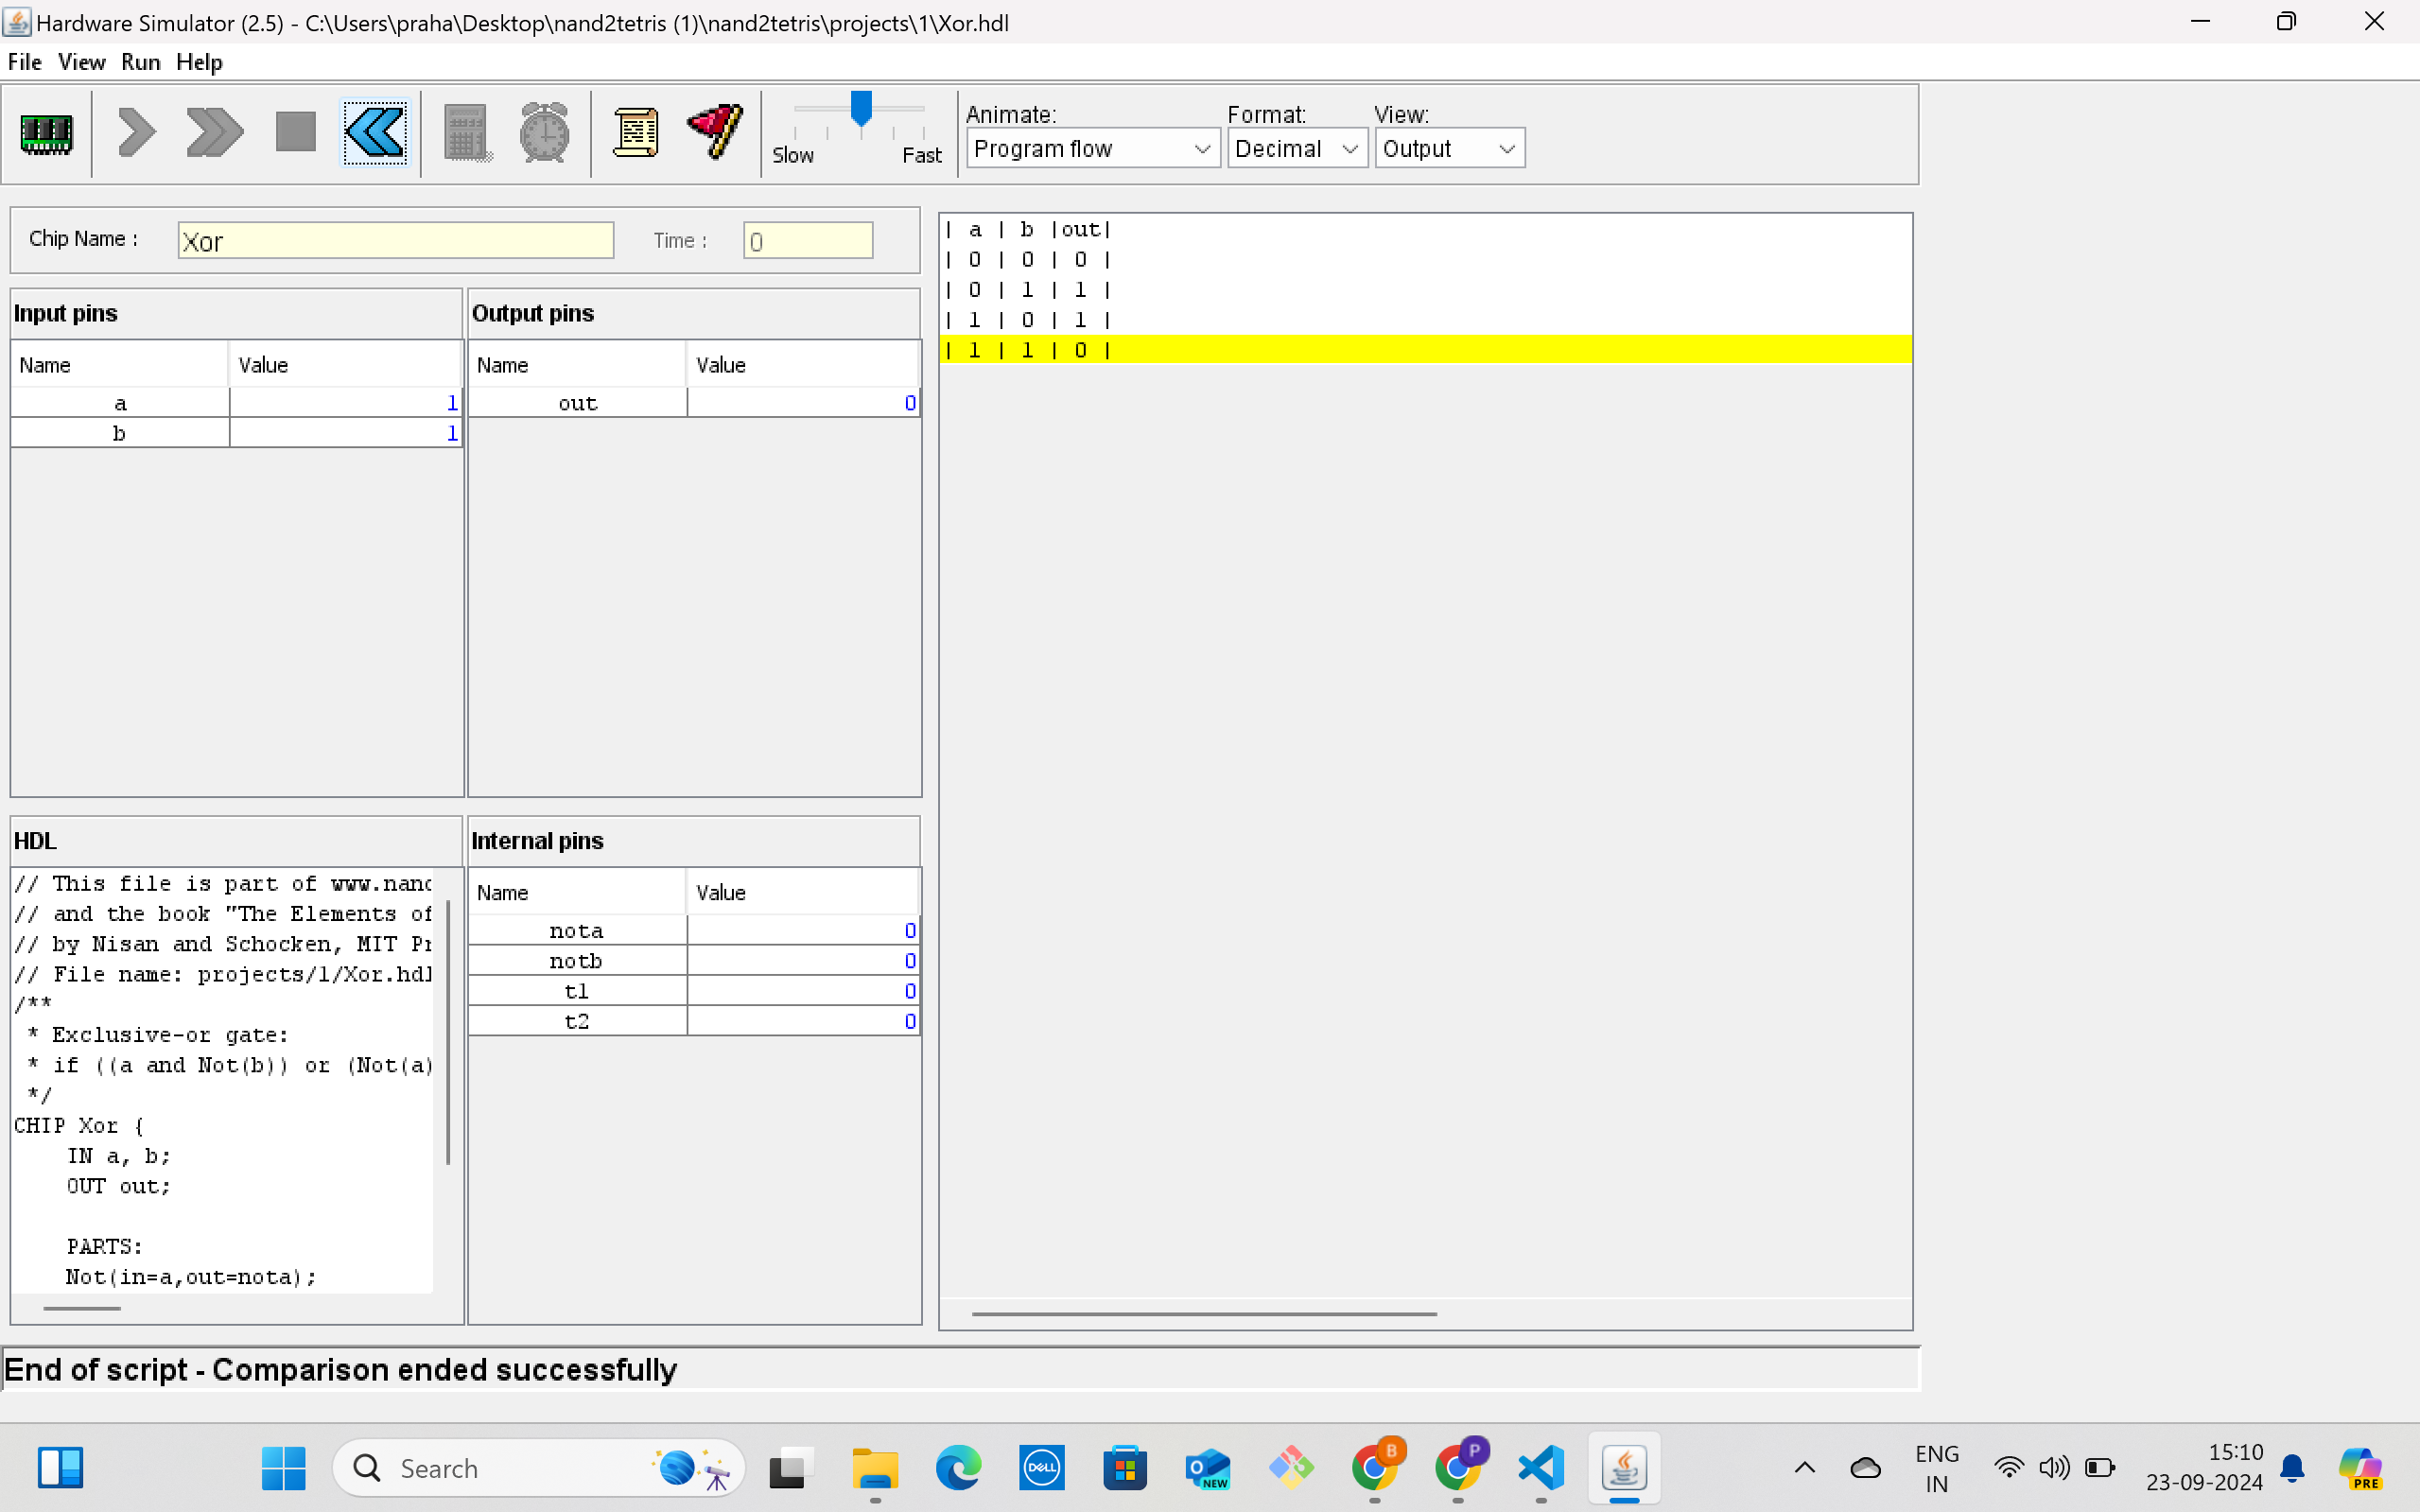 Hardware Simulator (2.5) - C:\Users\praha\Desktop\nand2tetris (1)\nand2tetris\projects\1\Xor.hdl
File View Run Help
Slow Fast
Animate: Format: View:
Program flow Decimal Output
Chip Name : Xor Time : 0
Input pins
Name Value
a 1
b 1
Output pins
Name Value
out 0
| a | b |out|
| 0 | 0 | 0 |
| 0 | 1 | 1 |
| 1 | 0 | 1 |
| 1 | 1 | 0 |
HDL
// This file is part of www.nand
// and the book "The Elements of
// by Nisan and Schocken, MIT Pr
// File name: projects/1/Xor.hdl
/**
* Exclusive-or gate:
* if ((a and Not(b)) or (Not(a)
*/
CHIP Xor {
IN a, b;
OUT out;
PARTS:
Not(in=a,out=nota);
Internal pins
Name Value
nota 0
notb 0
t1 0
t2 0
End of script - Comparison ended successfully
Search
DELL
NEW
B
P
ENG
IN
15:10
23-09-2024
PRE